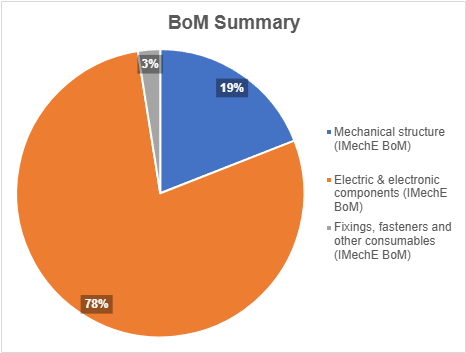 BoM Summary
3%
19%
78%
Mechanical structure
(IMechE BoM)
Electric & electronic
components (IMechE
BoM)
Fixings, fasteners and
other consumables
(IMechE BoM)